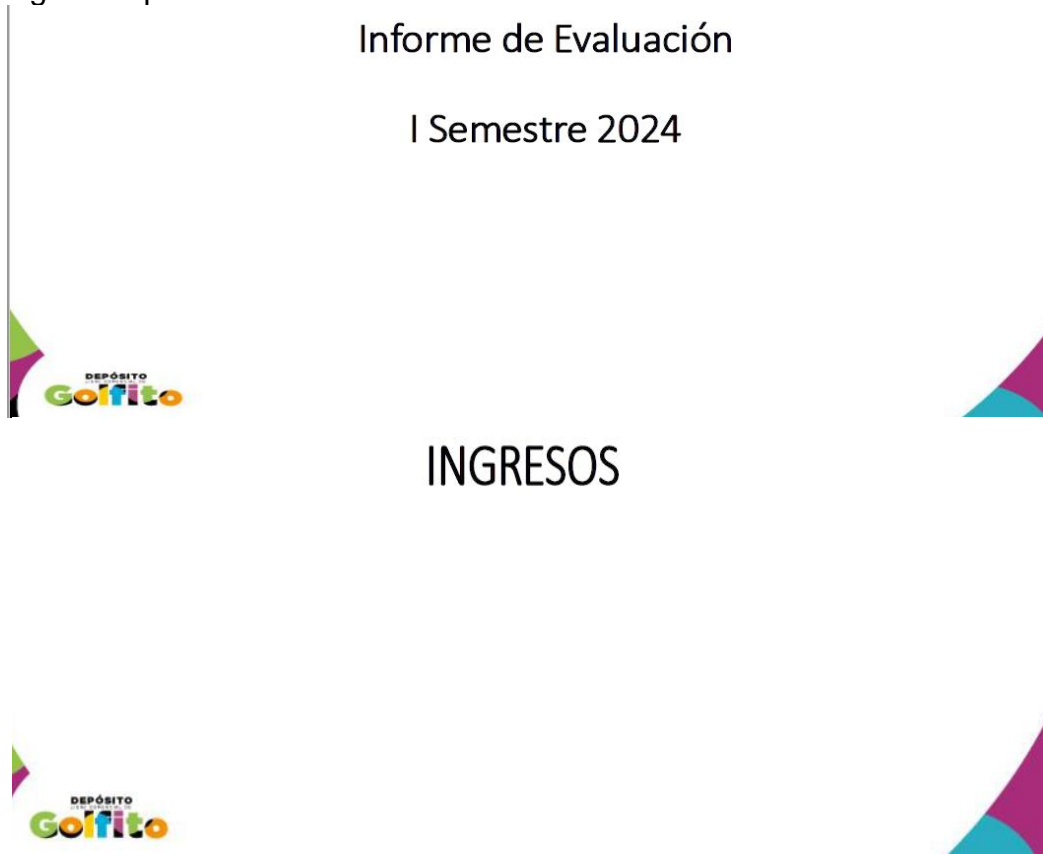 Informe de Evaluación
I Semestre 2024
DEPÓSITO
Golfito
INGRESOS
DEPÓSITO
Golfito